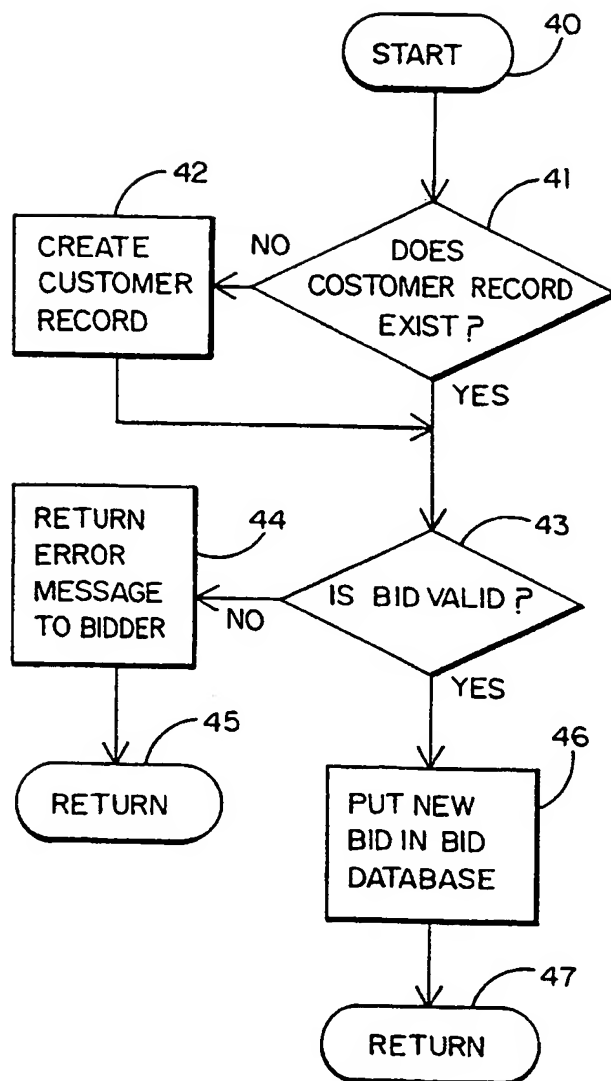 START
40
42
41
CREATE
CUSTOMER
RECORD
NO
DOES
COSTOMER RECORD
EXIST?
YES
RETURN
ERROR
MESSAGE
TO BIDDER
44
43
NO
IS BID VALID?
YES
45
RETURN
46
PUT NEW
BID IN BID
DATABASE
47
RETURN